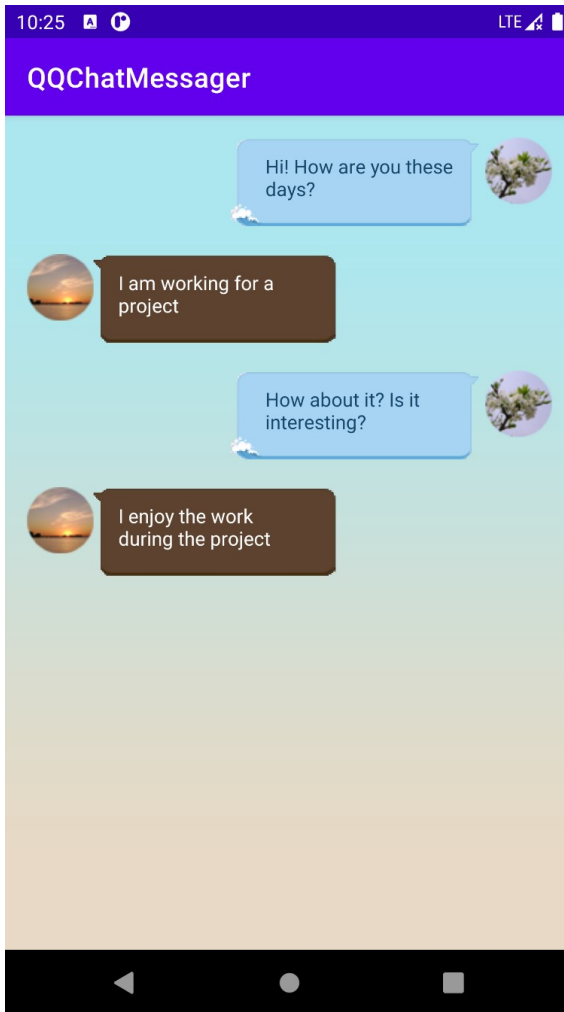 10:25
LTE
QQChatMessager
Hi! How are you these
days?
I am working for a
project
How about it? Is it
interesting?
I enjoy the work
during the project